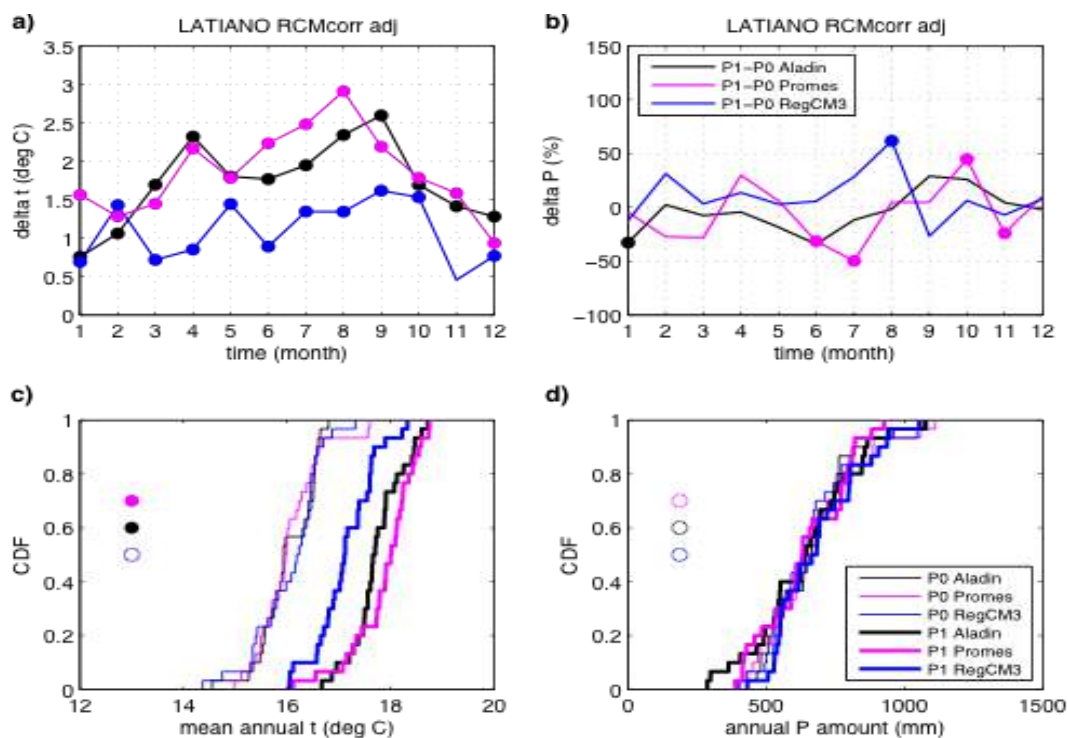 a)
LATIANO RCMcorr adj
3.5
3
2.5
2
1.5
1
0.5
0
delta t (deg C)
1 2 3 4 5 6 7 8 9 10 11 12
time (month)
b)
LATIANO RCMcorr adj
150
100
50
0
−50
−100
delta P (%)
P1−P0 Aladin
P1−P0 Promes
P1−P0 RegCM3
1 2 3 4 5 6 7 8 9 10 11 12
time (month)
c)
1
0.8
0.6
0.4
0.2
0
CDF
12 14 16 18 20
mean annual t (deg C)
d)
1
0.8
0.6
0.4
0.2
0
CDF
P0 Aladin
P0 Promes
P0 RegCM3
P1 Aladin
P1 Promes
P1 RegCM3
0 500 1000 1500
annual P amount (mm)